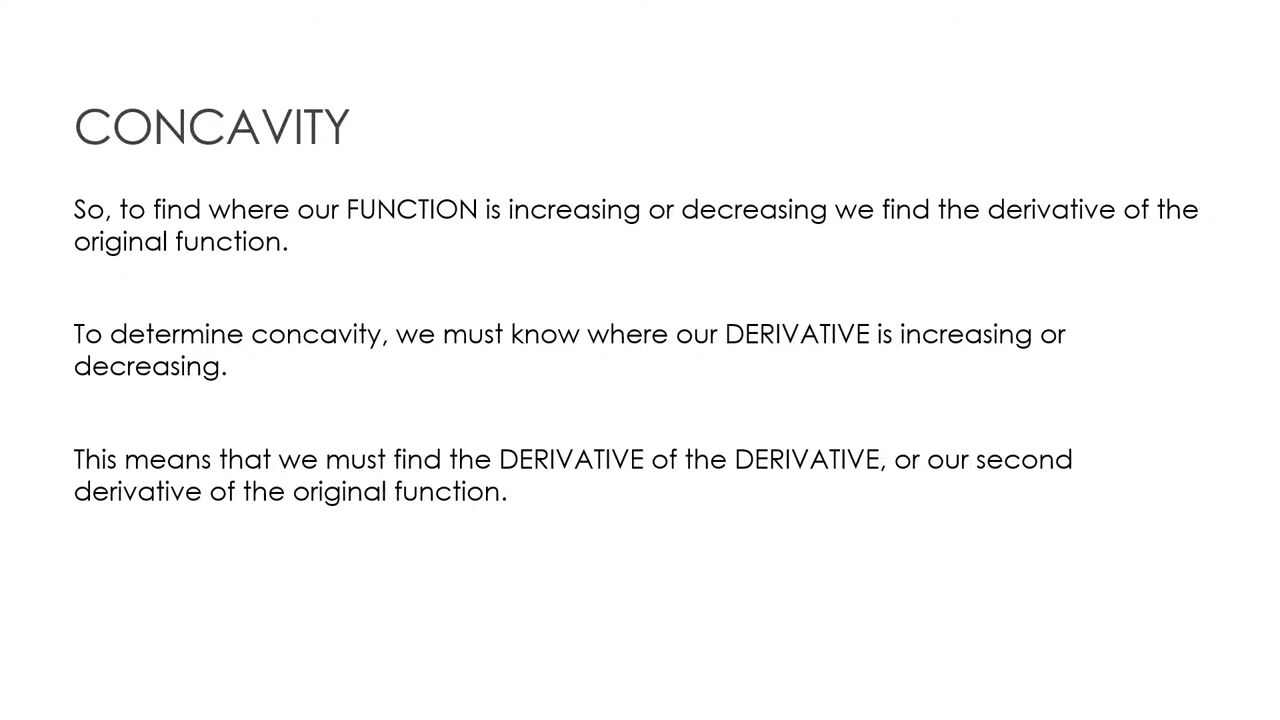 CONCAVITY
So, to find where our FUNCTION is increasing or decreasing we find the derivative of the
original function.
To determine concavity, we must know where our DERIVATIVE is increasing or
decreasing.
This means that we must find the DERIVATIVE of the DERIVATIVE, or our second
derivative of the original function.